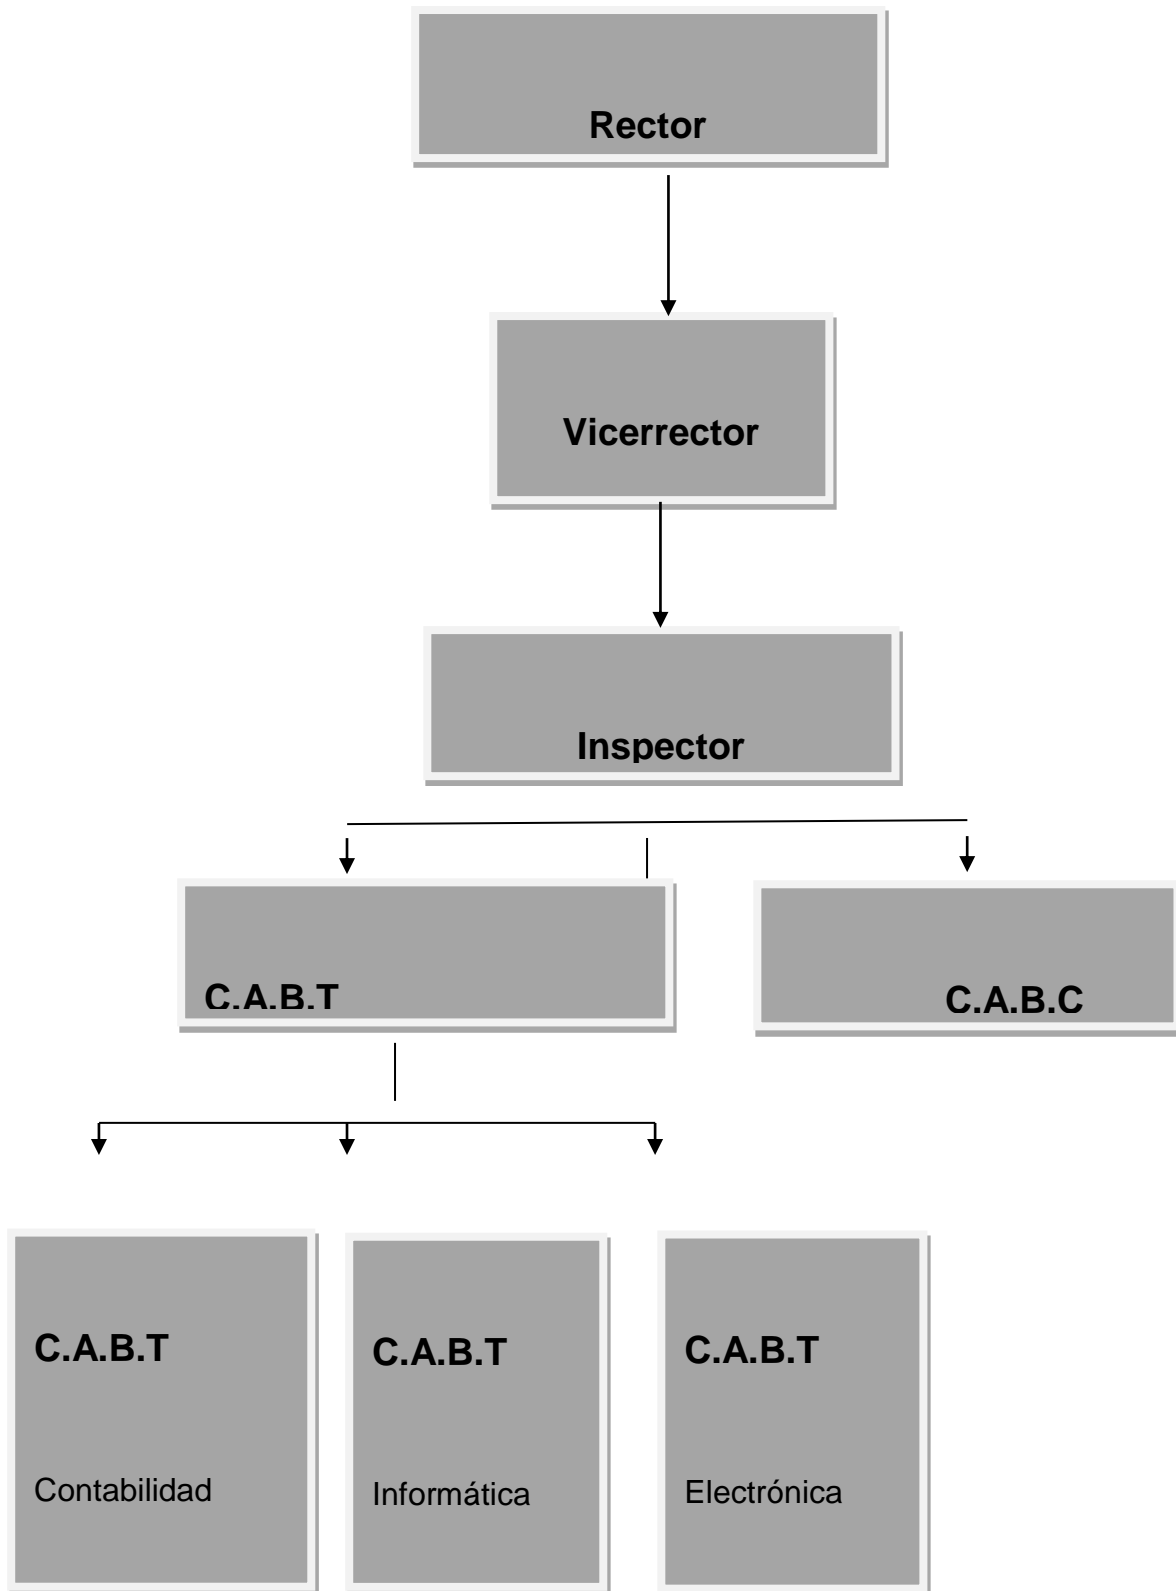 Rector
Vicerrector
Inspector
C.A.B.T
C.A.B.C
C.A.B.T
Contabilidad
C.A.B.T
Informática
C.A.B.T
Electrónica